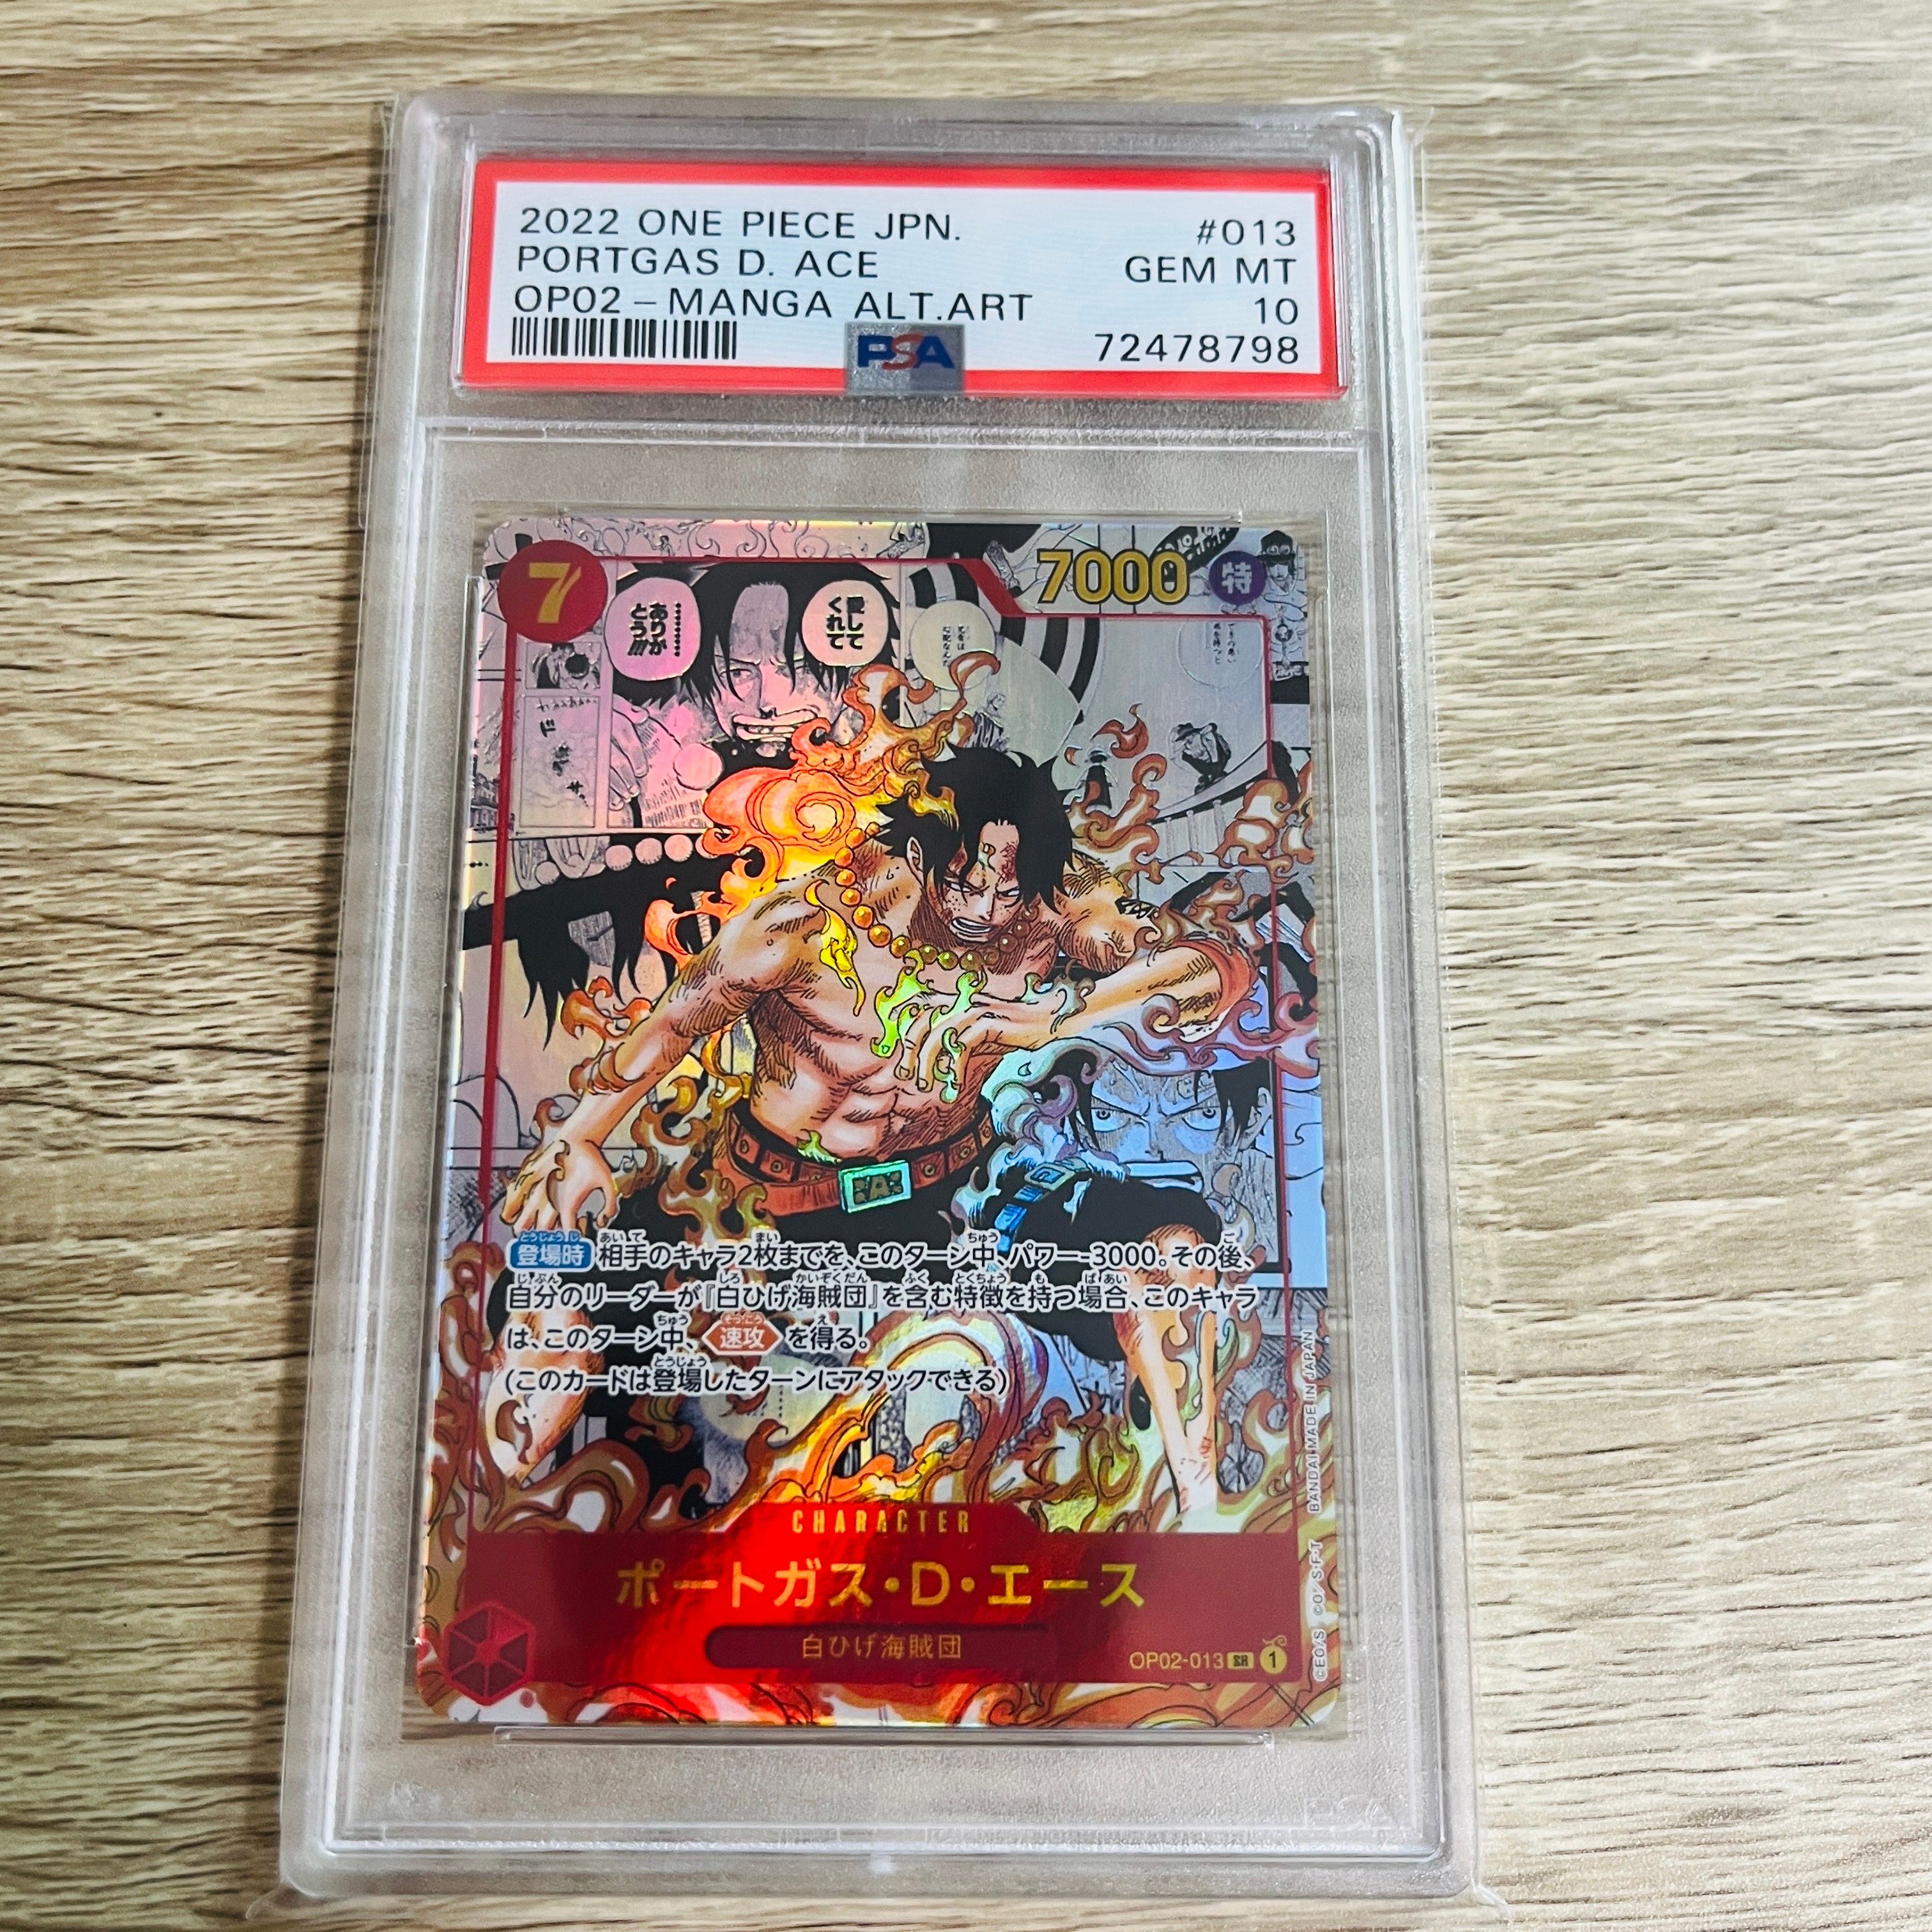 2022 ONE PIECE JPN. #013
PORTGAS D. ACE GEM MT
OP02-MANGA ALT.ART 10
PSA 72478798
7
7000 特
愛して
くれて
………
ありが
とう!!!
ド
登場時 相手のキャラ2枚までを、このターン中、パワー-3000。その後、
自分のリーダーが『白ひげ海賊団』を含む特徴を持つ場合、このキャラ
は、このターン中、速攻を得る。
(このカードは登場したターンにアタックできる)
CHARACTER
ポートガス・D・エース
白ひげ海賊団
OP02-013 SR 1
©EO/S ©O/S・F・T BANDAI MADE IN JAPAN
A